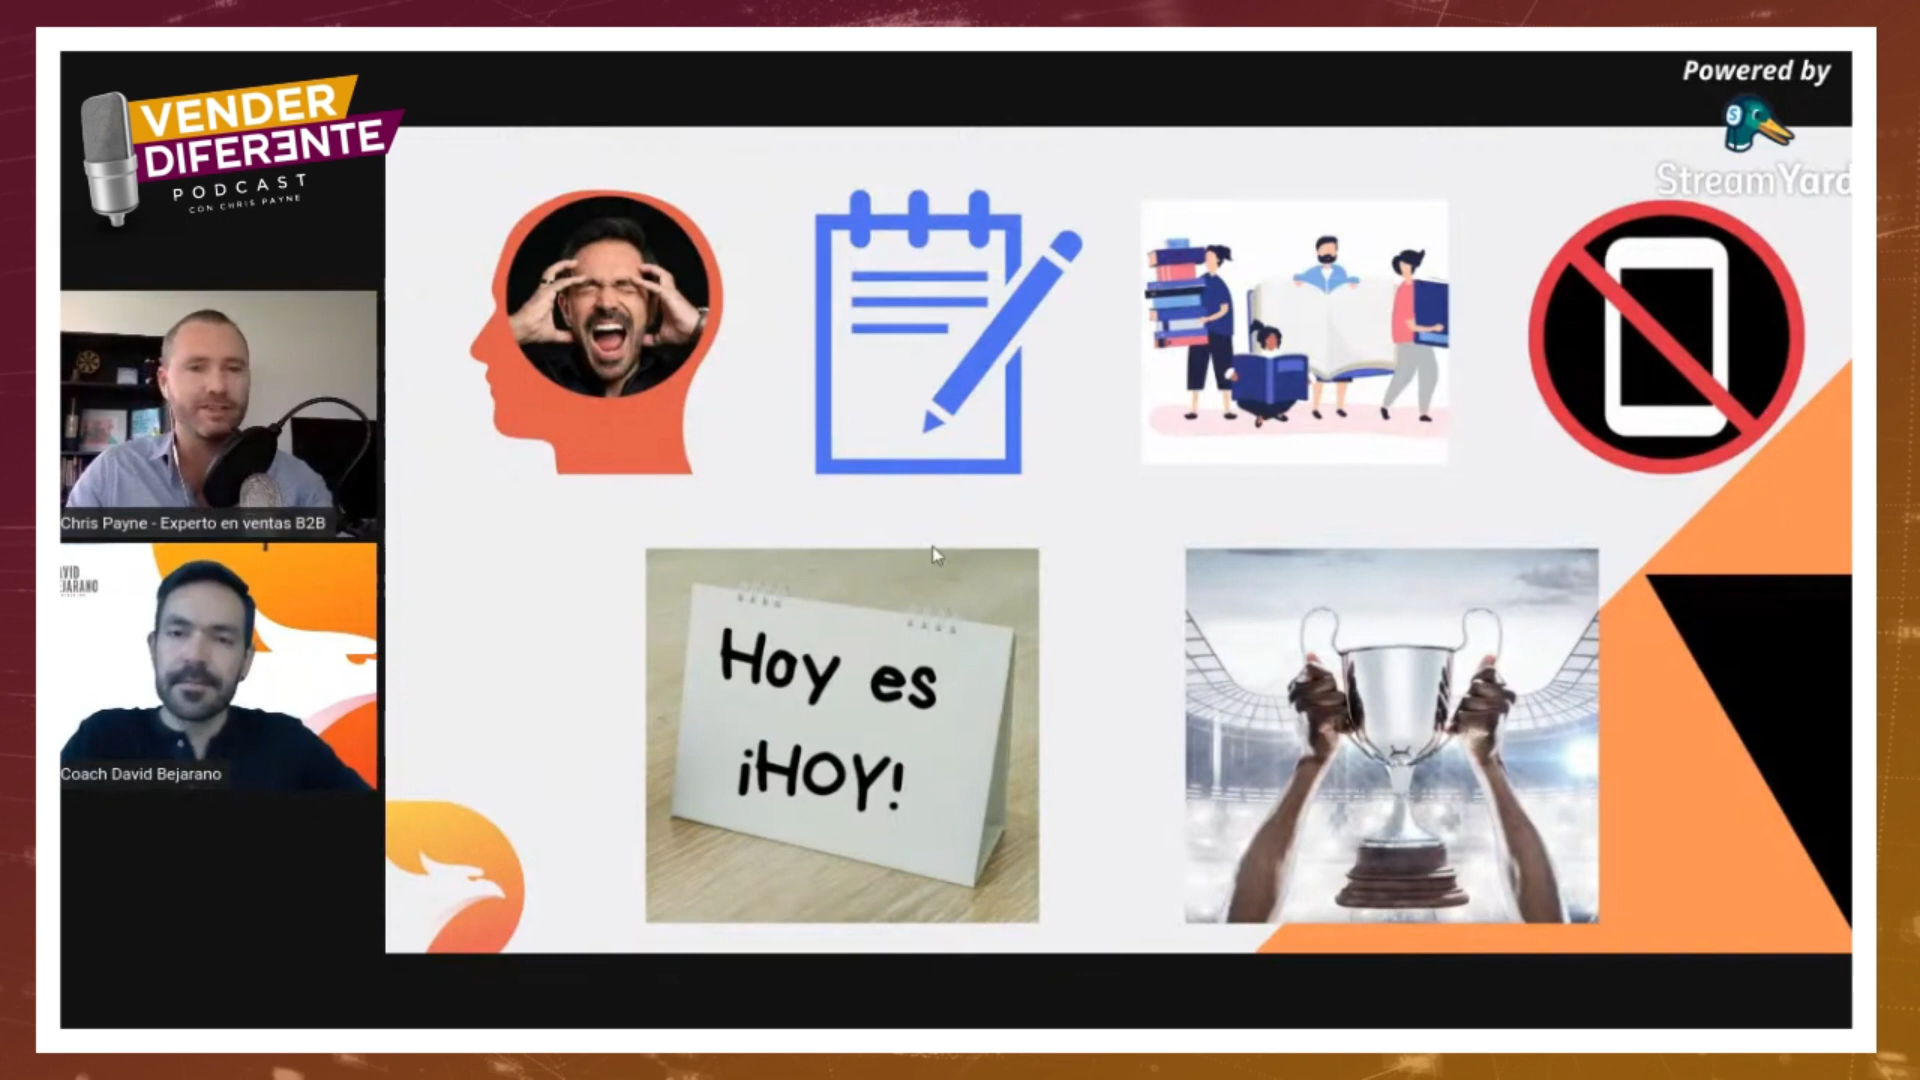 VENDER
DIFERENTE
PODCAST
CON CHRIS PAYNE
Powered by
StreamYard
Chris Payne - Experto en ventas B2B
Coach David Bejarano
Hoy es
¡HOY!